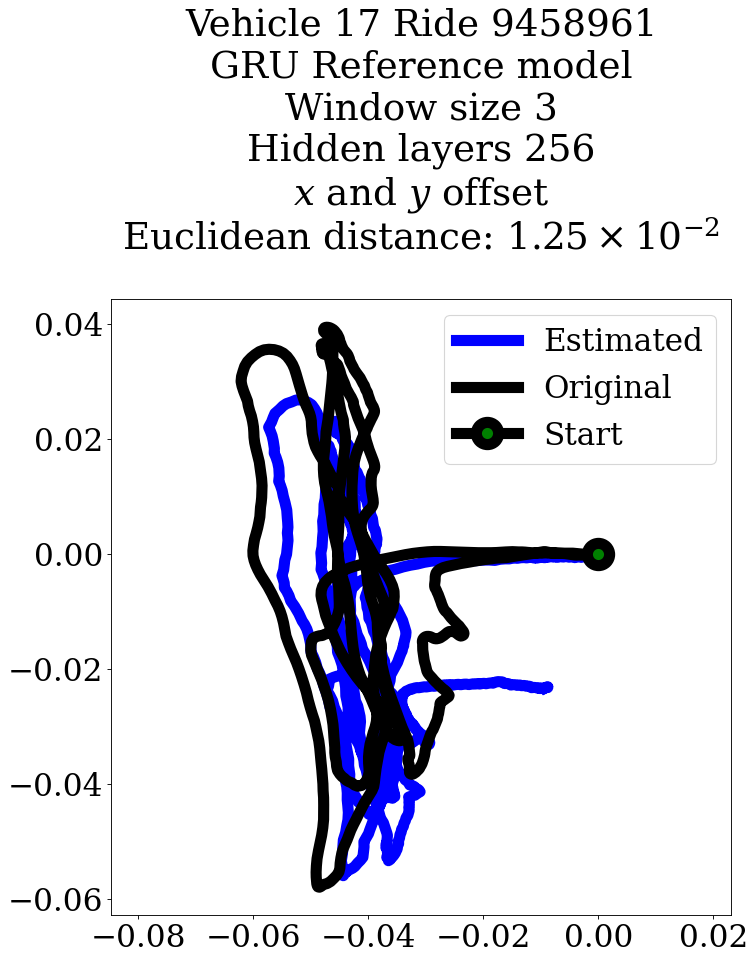 Vehicle 17 Ride 9458961
GRU Reference model
Window size 3
Hidden layers 256
x and y offset
Euclidean distance: 1.25 × 10⁻²
Estimated
Original
Start
0.04
0.02
0.00
−0.02
−0.04
−0.06
−0.08 −0.06 −0.04 −0.02 0.00 0.02